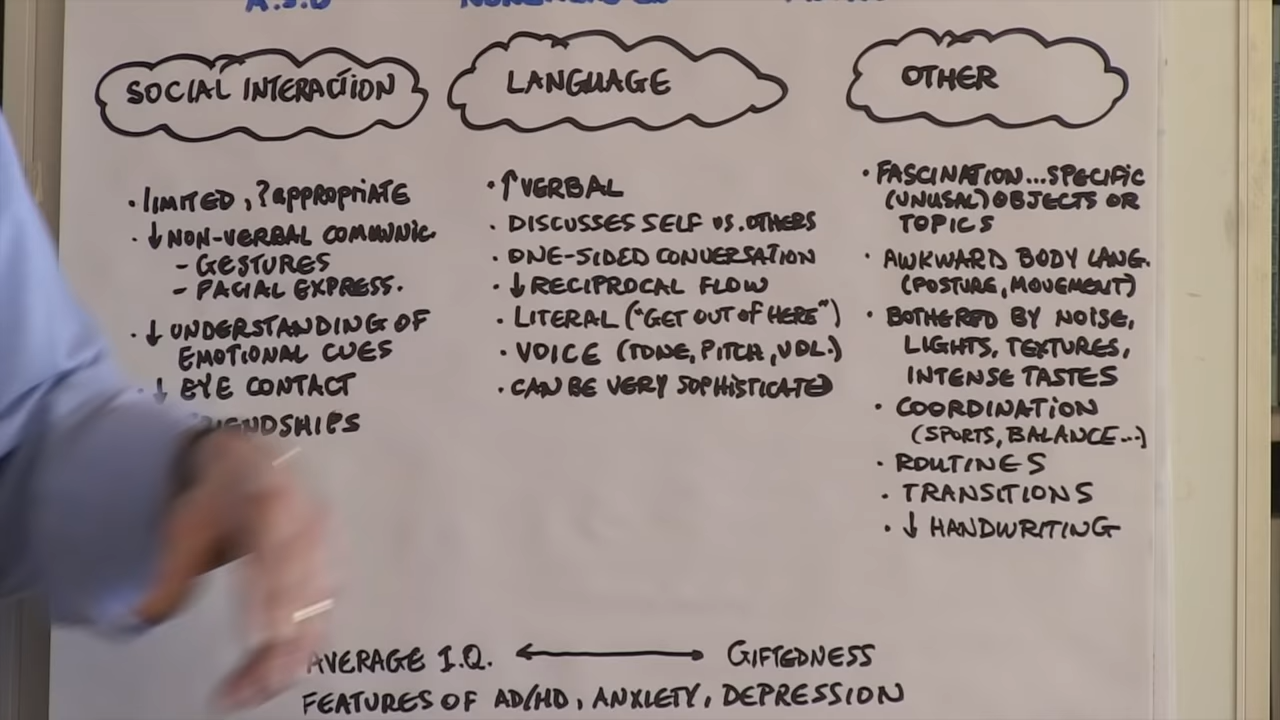 A.S.D
SOCIAL INTERACTION
• LIMITED, ? APPROPRIATE
• ↓ NON-VERBAL COMMUNIC.
- GESTURES
- FACIAL EXPRESS.
• ↓ UNDERSTANDING OF
EMOTIONAL CUES
• ↓ EYE CONTACT
LANGUAGE
• ↑ VERBAL
• DISCUSSES SELF VS. OTHERS
• ONE-SIDED CONVERSATION
• ↓ RECIPROCAL FLOW
• LITERAL ("GET OUT OF HERE")
• VOICE (TONE, PITCH, VOL.)
• CAN BE VERY SOPHISTICATED
OTHER
• FASCINATION...SPECIFIC
(UNUSAL) OBJECTS OR
TOPICS
• AWKWARD BODY LANG.
(POSTURE, MOVEMENT)
• BOTHERED BY NOISE,
LIGHTS, TEXTURES,
INTENSE TASTES
• COORDINATION
(SPORTS, BALANCE...)
• ROUTINES
• TRANSITIONS
• ↓ HANDWRITING
AVERAGE I.Q. ↔ GIFTEDNESS
FEATURES OF AD/HD, ANXIETY, DEPRESSION